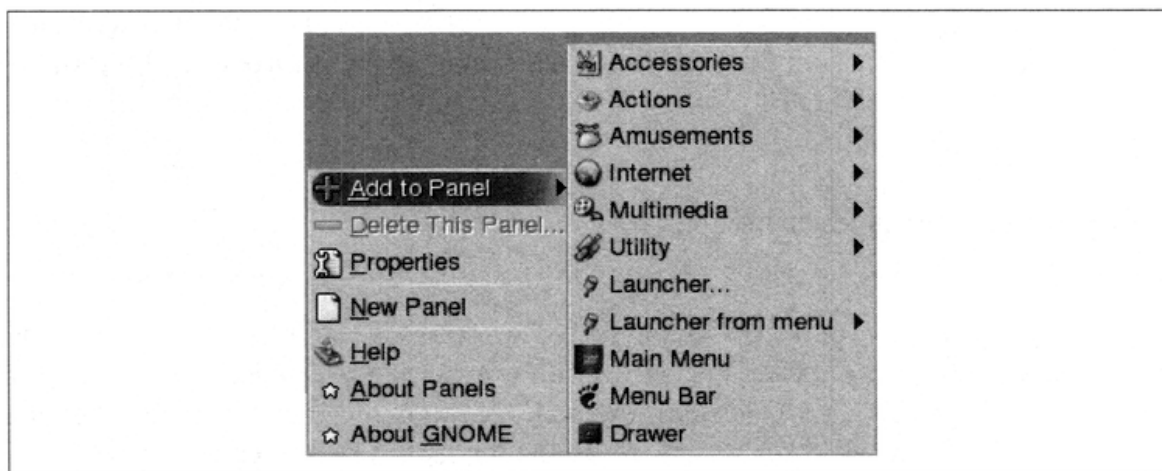 Add to Panel
Delete This Panel...
Properties
New Panel
Help
About Panels
About GNOME
Accessories
Actions
Amusements
Internet
Multimedia
Utility
Launcher...
Launcher from menu
Main Menu
Menu Bar
Drawer